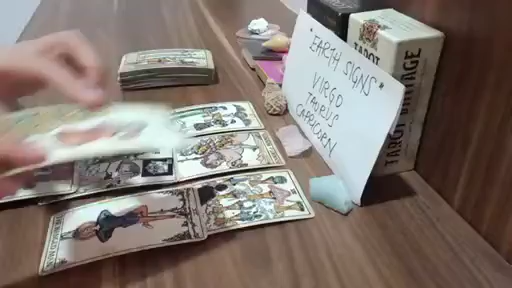 "EARTH SIGNS"
VIRGO
TAURUS
CAPRICORN
TAROT
TAROT VINTAGE